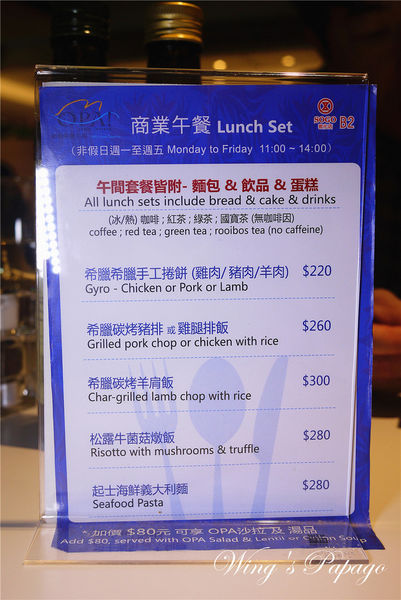 OPA!
商業午餐 Lunch Set
SOGO
B2
(非假日週一至週五 Monday to Friday 11:00 ~ 14:00)
午間套餐皆附- 麵包 & 飲品 & 蛋糕
All lunch sets include bread & cake & drinks
(冰/熱) 咖啡 ; 紅茶 ; 綠茶 ; 國寶茶 (無咖啡因)
coffee ; red tea ; green tea ; rooibos tea (no caffeine)
希臘希臘手工捲餅 (雞肉/ 豬肉/羊肉) $220
Gyro - Chicken or Pork or Lamb
希臘碳烤豬排 或 雞腿排飯 $260
Grilled pork chop or chicken with rice
希臘碳烤羊肩飯 $300
Char-grilled lamb chop with rice
松露牛菌菇燉飯 $280
Risotto with mushrooms & truffle
起士海鮮義大利麵 $280
Seafood Pasta
*加價 $80元 可享 OPA沙拉 及 湯品
Add $80, served with OPA Salad & Lentil or Onion Soup
Wing's Papago